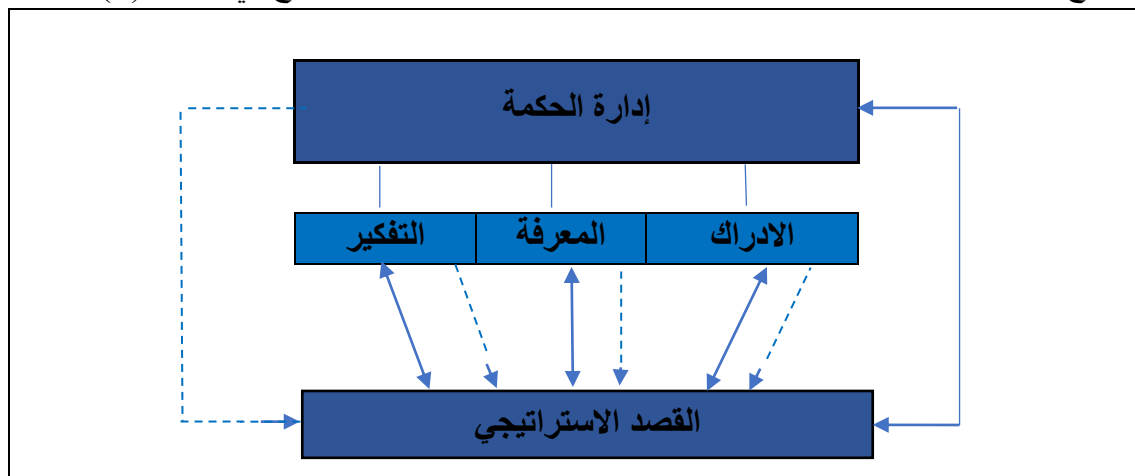 إدارة الحكمة
الادراك المعرفة التفكير
القصد الاستراتيجي